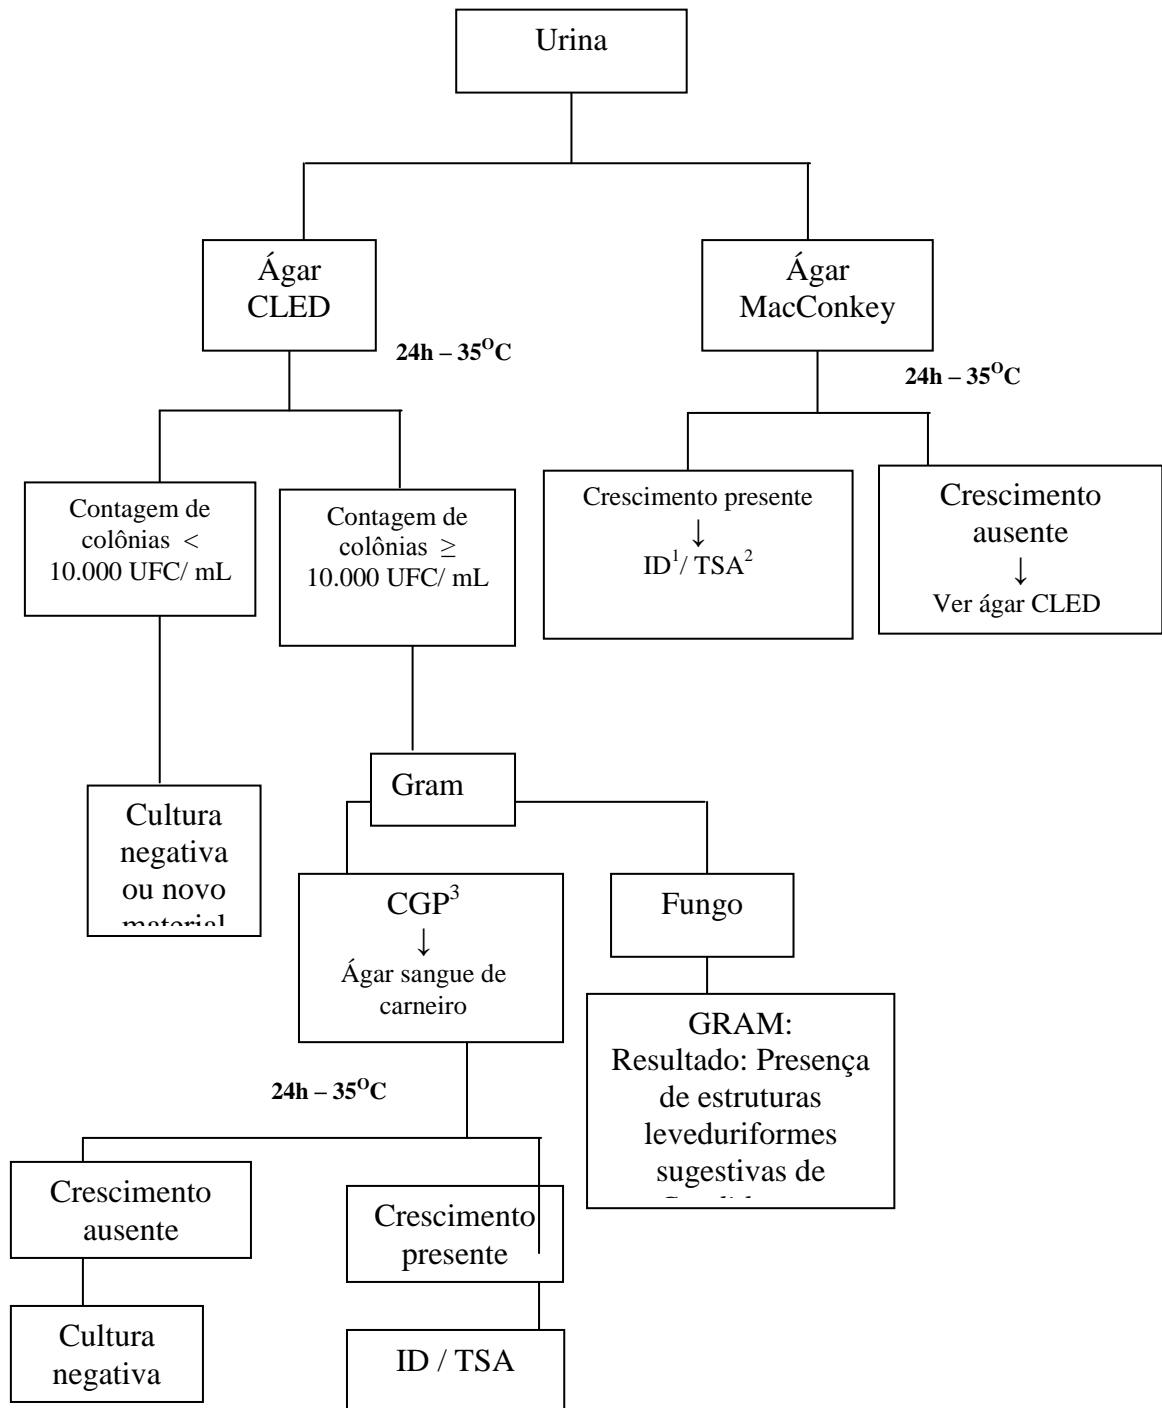 Urina
Ágar
CLED
Ágar
MacConkey
24h – 35ºC
24h – 35ºC
Contagem de
colônias <
10.000 UFC/ mL
Contagem de
colônias ≥
10.000 UFC/ mL
Crescimento presente
↓
ID¹/ TSA²
Crescimento
ausente
↓
Ver ágar CLED
Gram
Cultura
negativa
ou novo
material
CGP³
↓
Ágar sangue de
carneiro
Fungo
GRAM:
Resultado: Presença
de estruturas
leveduriformes
sugestivas de
24h – 35ºC
Crescimento
ausente
Crescimento
presente
Cultura
negativa
ID / TSA